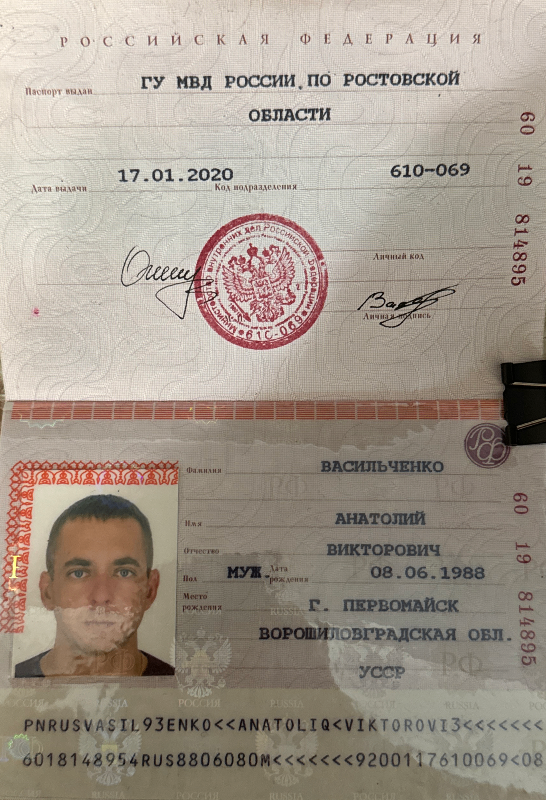 РОССИЙСКАЯ ФЕДЕРАЦИЯ
Паспорт выдан ГУ МВД РОССИИ ПО РОСТОВСКОЙ
ОБЛАСТИ
Дата выдачи 17.01.2020 Код подразделения 610-069
Личный код
Личная подпись
60 19 814895
Фамилия ВАСИЛЬЧЕНКО
Имя АНАТОЛИЙ
Отчество ВИКТОРОВИЧ
Пол МУЖ. Дата рождения 08.06.1988
Место рождения Г. ПЕРВОМАЙСК
ВОРОШИЛОВГРАДСКАЯ ОБЛ.
УССР
60 19 814895
PNRUSVASIL93ENKO<<ANATOLIQ<VIKTOROVI3<<<<<<<
6018148954RUS8806080M<<<<<<<9200117610069<08